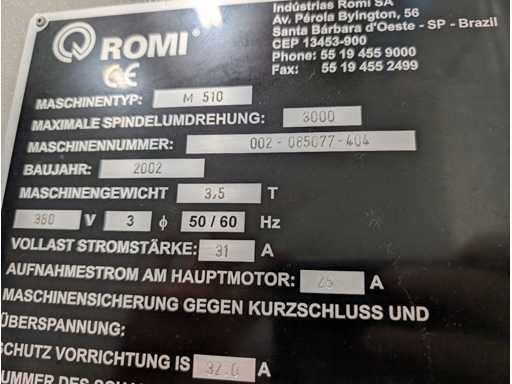 Indústrias Romi SA
Av. Pérola Byington, 56
Santa Bárbara d'Oeste - SP - Brazil
CEP 13453-900
Phone: 55 19 455 9000
Fax: 55 19 455 2499
ROMI®
CE
MASCHINENTYP: M 510
MAXIMALE SPINDELUMDREHUNG: 3000
MASCHINENNUMMER: 002-085077-404
BAUJAHR: 2002
MASCHINENGEWICHT 3,5 T
380 V 3 ϕ 50/60 Hz
VOLLAST STROMSTÄRKE: 31 A
AUFNAHMESTROM AM HAUPTMOTOR: A
MASCHINENSICHERUNG GEGEN KURZSCHLUSS UND
ÜBERSPANNUNG:
SCHUTZ VORRICHTUNG IS 32.0 A